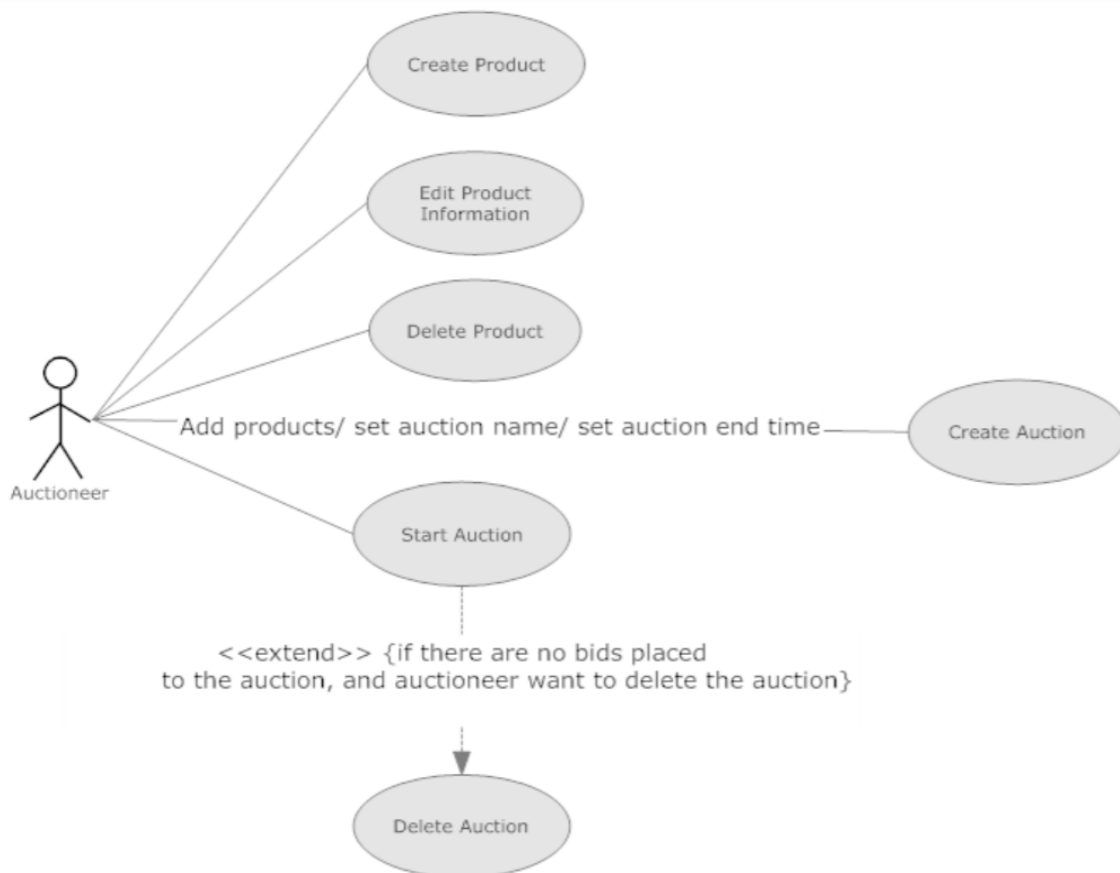 Create Product
Edit Product
Information
Delete Product
Add products/ set auction name/ set auction end time
Create Auction
Auctioneer
Start Auction
<<extend>> {if there are no bids placed
to the auction, and auctioneer want to delete the auction}
Delete Auction